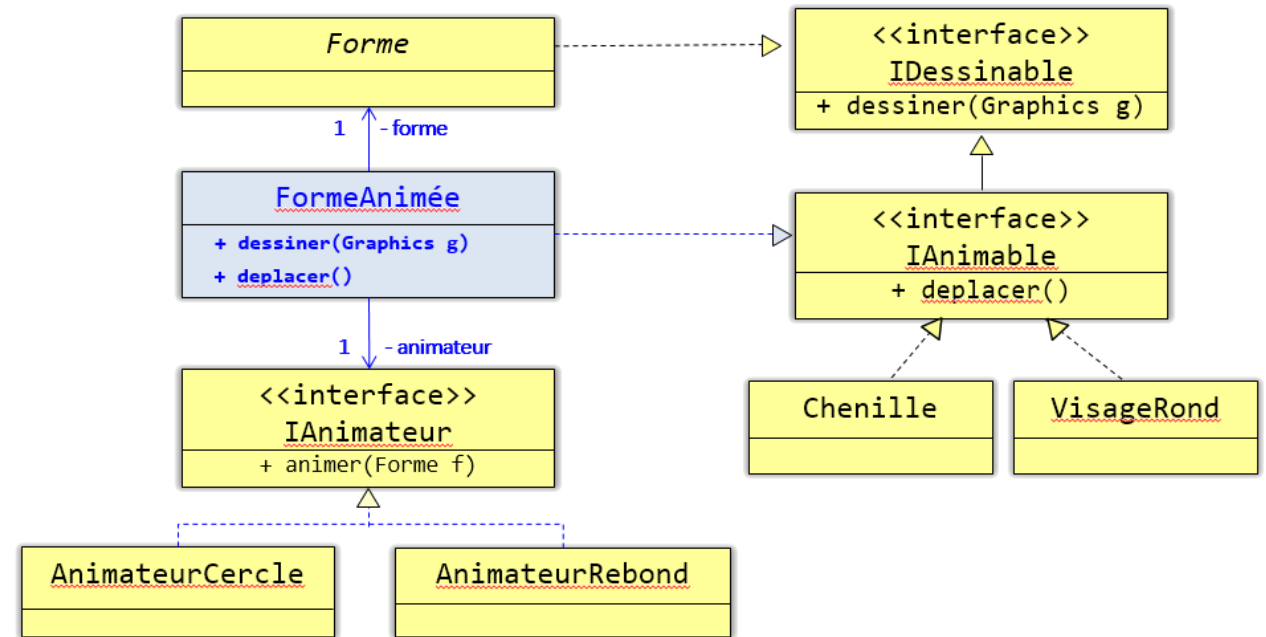 Forme
<<interface>>
IDessinable
+ dessiner(Graphics g)
1
- forme
FormeAnimée
+ dessiner(Graphics g)
+ deplacer()
<<interface>>
IAnimable
+ deplacer()
1
- animateur
<<interface>>
IAnimateur
+ animer(Forme f)
Chenille
VisageRond
AnimateurCercle
AnimateurRebond